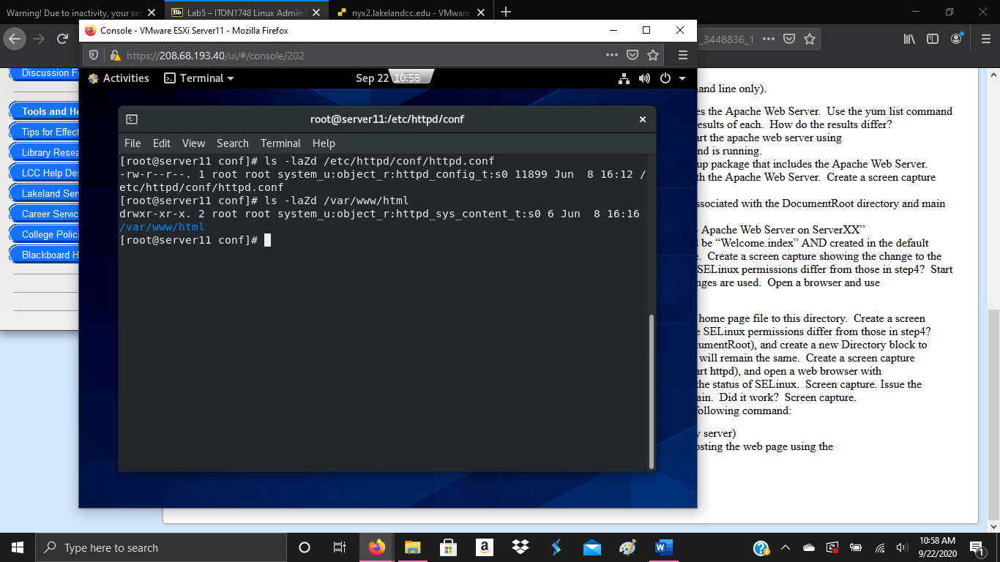 Warning! Due to inactivity, your ses
Lab5 – ITON1748 Linux Admin
nyx2.lakelandcc.edu - VMware
Console - VMware ESXi Server11 - Mozilla Firefox
_3448836_1
https://208.68.193.40/ui/#/console/202
Activities
Terminal
Sep 22 10:58
root@server11:/etc/httpd/conf
File Edit View Search Terminal Help
[root@server11 conf]# ls -laZd /etc/httpd/conf/httpd.conf
-rw-r--r--. 1 root root system_u:object_r:httpd_config_t:s0 11899 Jun  8 16:12 /
etc/httpd/conf/httpd.conf
[root@server11 conf]# ls -laZd /var/www/html
drwxr-xr-x. 2 root root system_u:object_r:httpd_sys_content_t:s0 6 Jun  8 16:16
/var/www/html
[root@server11 conf]#
Discussion F
Tools and He
Tips for Effect
Library Resea
LCC Help Des
Lakeland Serv
Career Servic
College Polic
Blackboard H
and line only).
es the Apache Web Server. Use the yum list command
esults of each. How do the results differ?
art the apache web server using
nd is running.
up package that includes the Apache Web Server.
th the Apache Web Server. Create a screen capture
ssociated with the DocumentRoot directory and main
Apache Web Server on ServerXX”
be “Welcome.index” AND created in the default
e. Create a screen capture showing the change to the
SELinux permissions differ from those in step4? Start
nges are used. Open a browser and use
home page file to this directory. Create a screen
e SELinux permissions differ from those in step4?
cumentRoot), and create a new Directory block to
will remain the same. Create a screen capture
art httpd), and open a web browser with
the status of SELinux. Screen capture. Issue the
ain. Did it work? Screen capture.
following command:
y server)
osting the web page using the
Type here to search
10:58 AM
9/22/2020